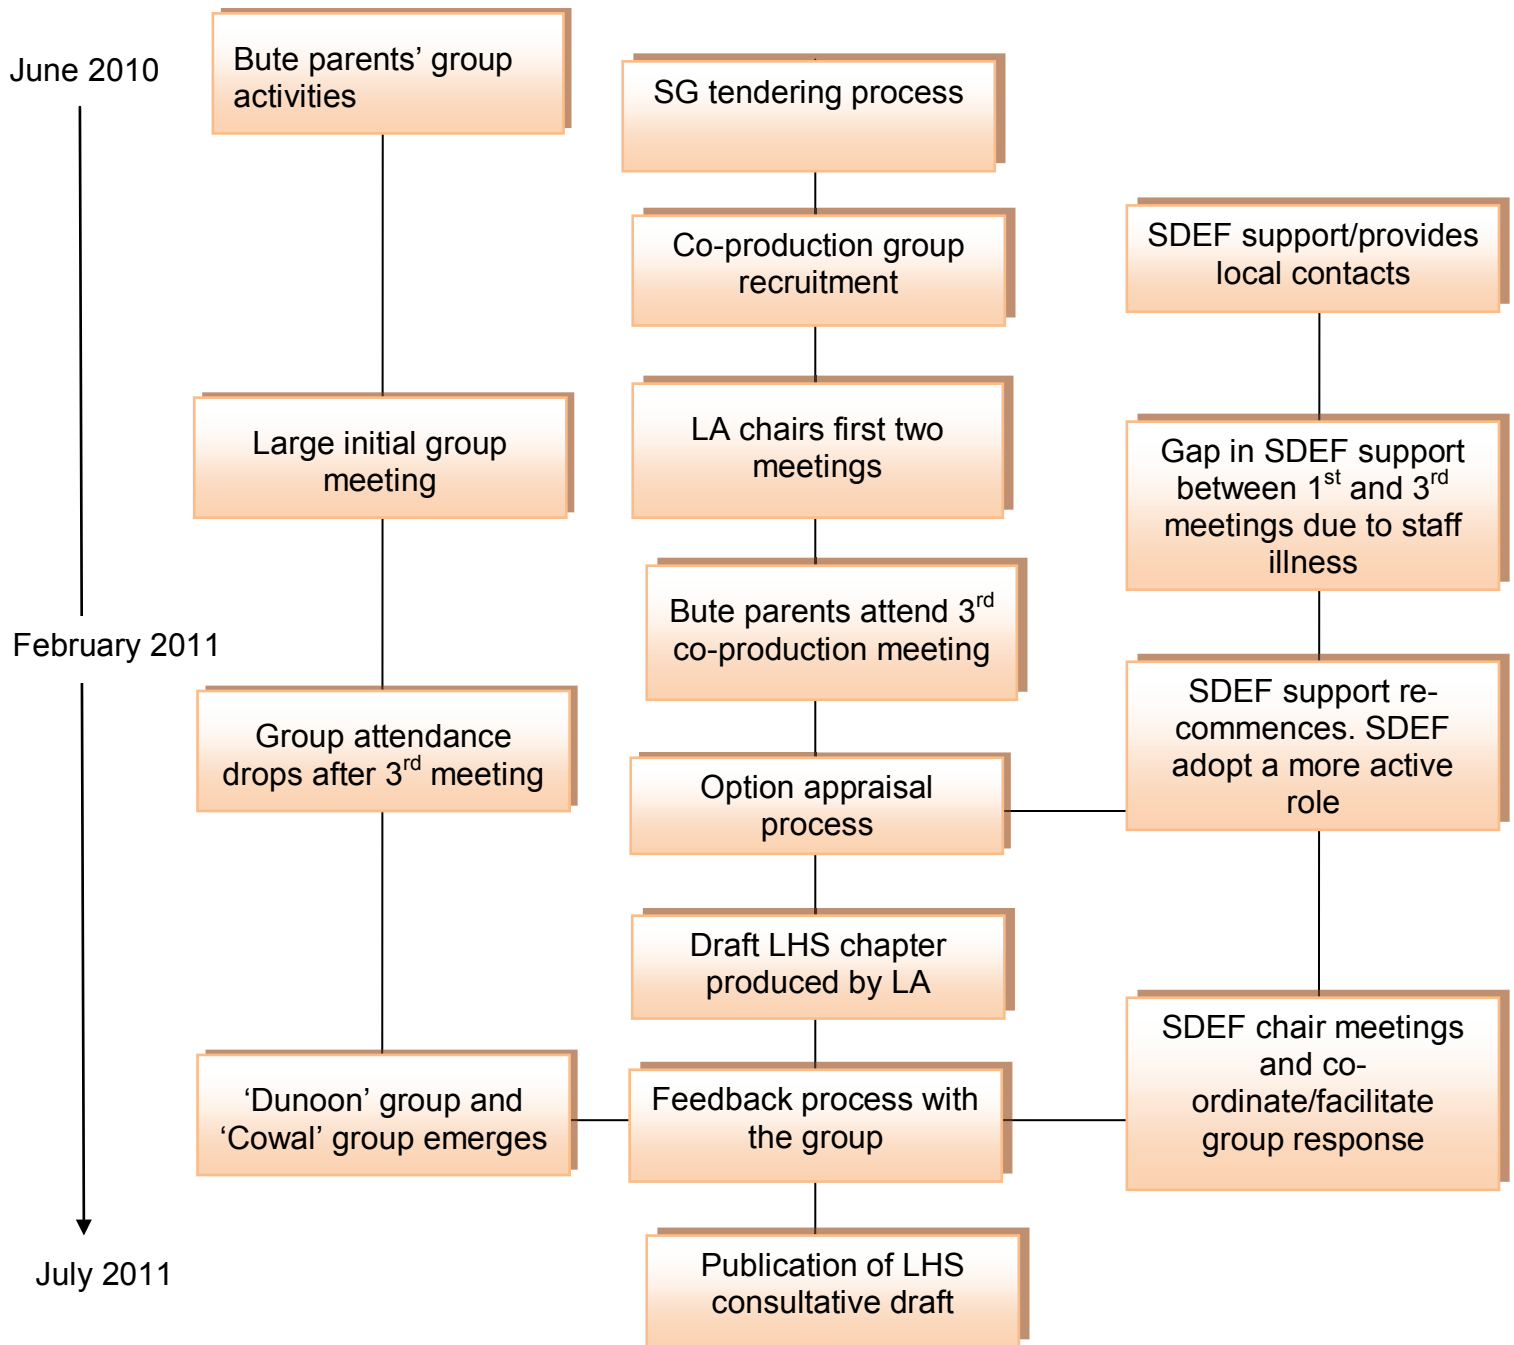 June 2010
Bute parents’ group
activities
SG tendering process
Co-production group
recruitment
SDEF support/provides
local contacts
Large initial group
meeting
LA chairs first two
meetings
Gap in SDEF support
between 1st and 3rd
meetings due to staff
illness
February 2011
Bute parents attend 3rd
co-production meeting
Group attendance
drops after 3rd meeting
SDEF support re-
commences. SDEF
adopt a more active
role
Option appraisal
process
Draft LHS chapter
produced by LA
‘Dunoon’ group and
‘Cowal’ group emerges
Feedback process with
the group
SDEF chair meetings
and co-
ordinate/facilitate
group response
July 2011
Publication of LHS
consultative draft